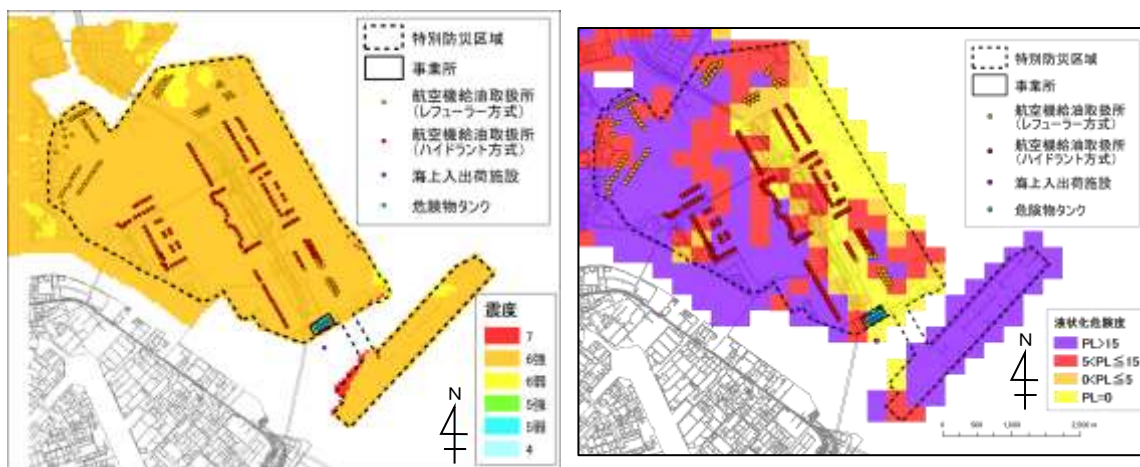 特別防災区域
事業所
航空機給油取扱所
(レフューラー方式)
航空機給油取扱所
(ハイドラント方式)
海上入出荷施設
危険物タンク
震度
7
6強
6弱
5強
5弱
4
N
特別防災区域
事業所
航空機給油取扱所
(レフューラー方式)
航空機給油取扱所
(ハイドラント方式)
海上入出荷施設
危険物タンク
液状化危険度
PL>15
5<PL≦15
0<PL≦5
PL=0
N
0 500 1,000 2,000 m